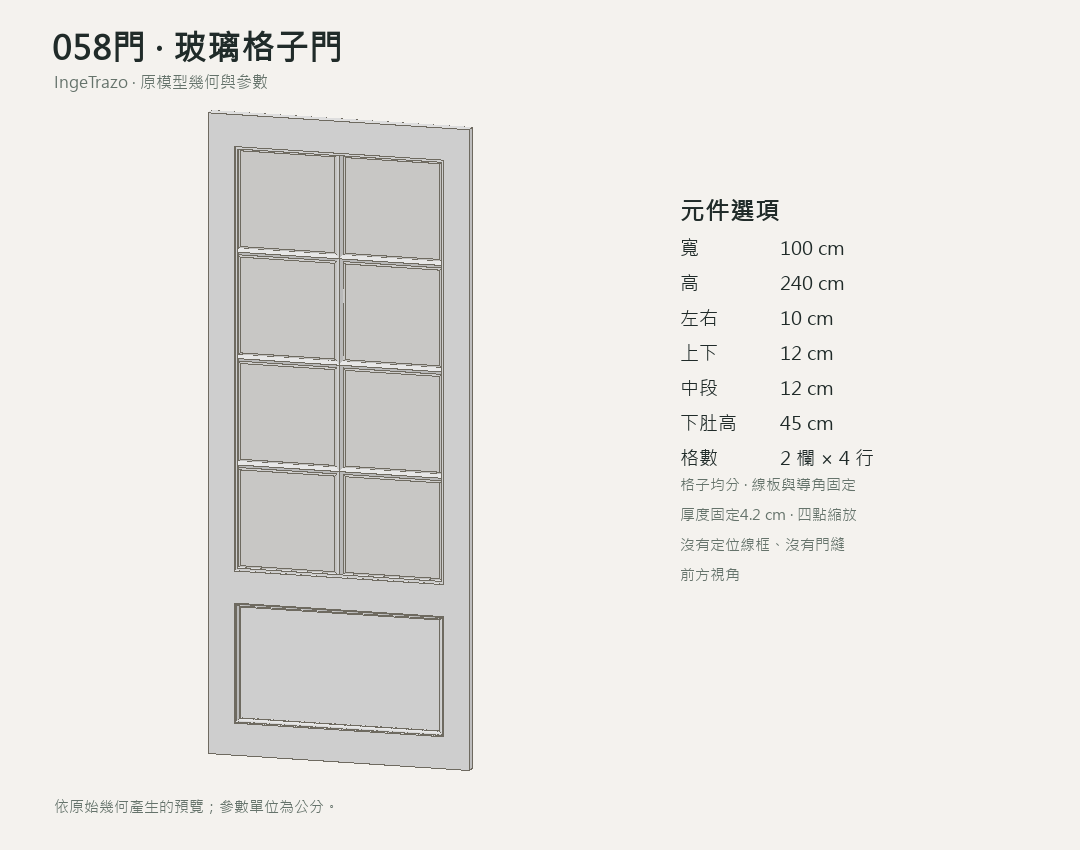 058門 · 玻璃格子門
IngeTrazo · 原模型幾何與參數
元件選項
寬 100 cm
高 240 cm
左右 10 cm
上下 12 cm
中段 12 cm
下肚高 45 cm
格數 2 欄 × 4 行
格子均分 · 線板與導角固定
厚度固定4.2 cm · 四點縮放
沒有定位線框、沒有門縫
前方視角
依原始幾何產生的預覽；參數單位為公分。